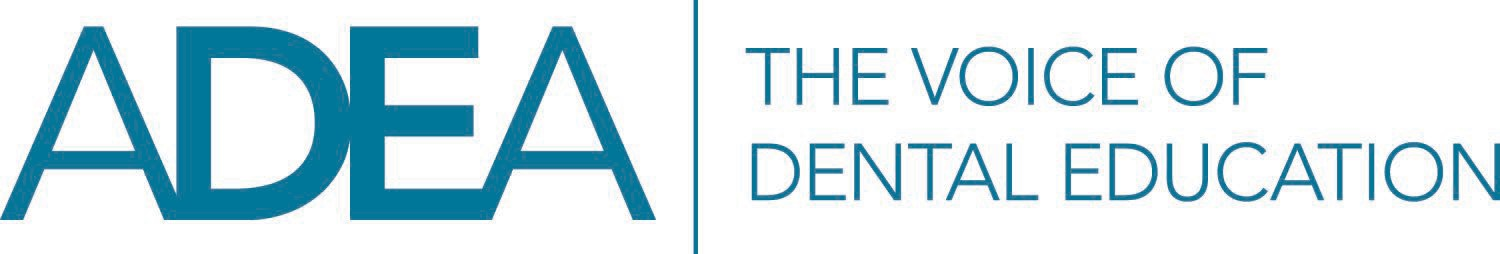 ADEA
THE VOICE OF
DENTAL EDUCATION